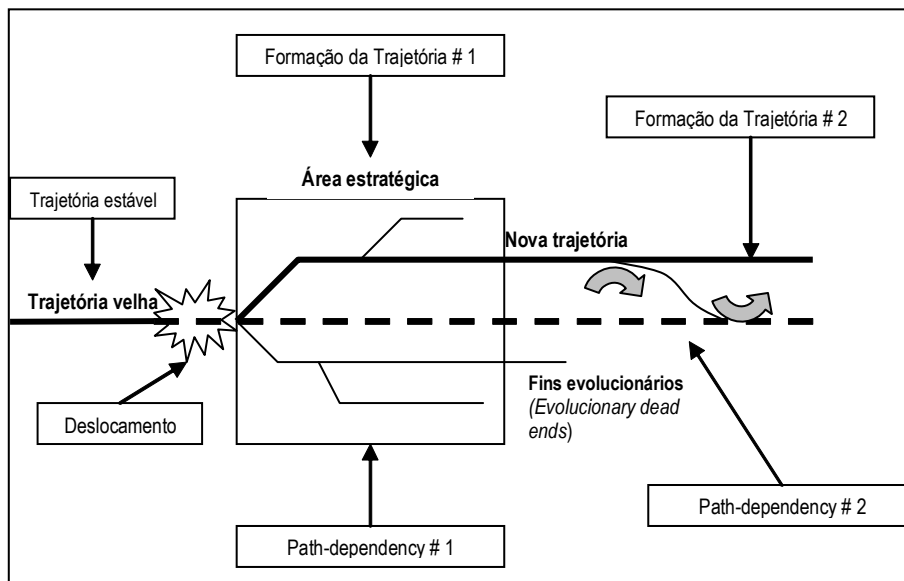 Formação da Trajetória # 1
Formação da Trajetória # 2
Área estratégica
Trajetória estável
Nova trajetória
Trajetória velha
Fins evolucionários
(Evolucionary dead
ends)
Deslocamento
Path-dependency # 2
Path-dependency # 1